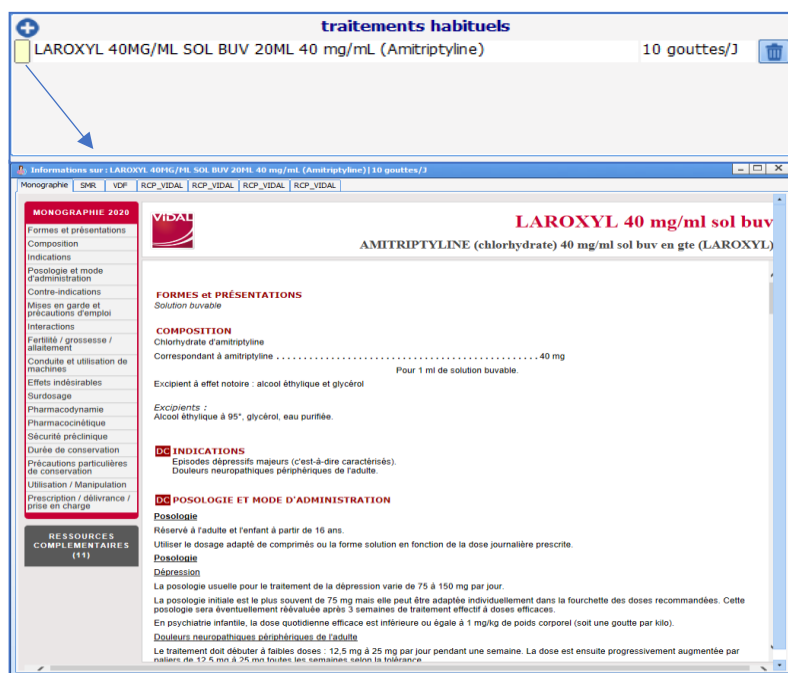 traitements habituels
LAROXYL 40MG/ML SOL BUV 20ML 40 mg/mL (Amitriptyline) 10 gouttes/J
Informations sur : LAROXYL 40MG/ML SOL BUV 20ML 40 mg/mL (Amitriptyline)|10 gouttes/J
Monographie SMR VDF RCP_VIDAL RCP_VIDAL RCP_VIDAL RCP_VIDAL
MONOGRAPHIE 2020
Formes et présentations
Composition
Indications
Posologie et mode
d'administration
Contre-indications
Mises en garde et
précautions d'emploi
Interactions
Fertilité / grossesse /
allaitement
Conduite et utilisation de
machines
Effets indésirables
Surdosage
Pharmacodynamie
Pharmacocinétique
Sécurité préclinique
Durée de conservation
Précautions particulières
de conservation
Utilisation / Manipulation
Prescription / délivrance /
prise en charge
RESSOURCES
COMPLEMENTAIRES
(11)
VIDAL
LAROXYL 40 mg/ml sol buv
AMITRIPTYLINE (chlorhydrate) 40 mg/ml sol buv en gte (LAROXYL)
FORMES et PRÉSENTATIONS
Solution buvable
COMPOSITION
Chlorhydrate d'amitriptyline
Correspondant à amitriptyline . . . . . . . . . . . . . . . . . . . . . . . . . . . . . . . . . . . . . . . . . . . . . . . . 40 mg
Pour 1 ml de solution buvable.
Excipient à effet notoire : alcool éthylique et glycérol
Excipients :
Alcool éthylique à 95°, glycérol, eau purifiée.
DC INDICATIONS
Episodes dépressifs majeurs (c'est-à-dire caractérisés).
Douleurs neuropathiques périphériques de l'adulte.
DC POSOLOGIE ET MODE D'ADMINISTRATION
Posologie
Réservé à l'adulte et l'enfant à partir de 16 ans.
Utiliser le dosage adapté de comprimés ou la forme solution en fonction de la dose journalière prescrite.
Posologie
Dépression
La posologie usuelle pour le traitement de la dépression varie de 75 à 150 mg par jour.
La posologie initiale est le plus souvent de 75 mg mais elle peut être adaptée individuellement dans la fourchette des doses recommandées. Cette
posologie sera éventuellement réévaluée après 3 semaines de traitement effectif à doses efficaces.
En psychiatrie infantile, la dose quotidienne efficace est inférieure ou égale à 1 mg/kg de poids corporel (soit une goutte par kilo).
Douleurs neuropathiques périphériques de l'adulte
Le traitement doit débuter à faibles doses : 12,5 mg à 25 mg par jour pendant une semaine. La dose est ensuite progressivement augmentée par
paliers de 12,5 mg à 25 mg toutes les semaines selon la tolérance